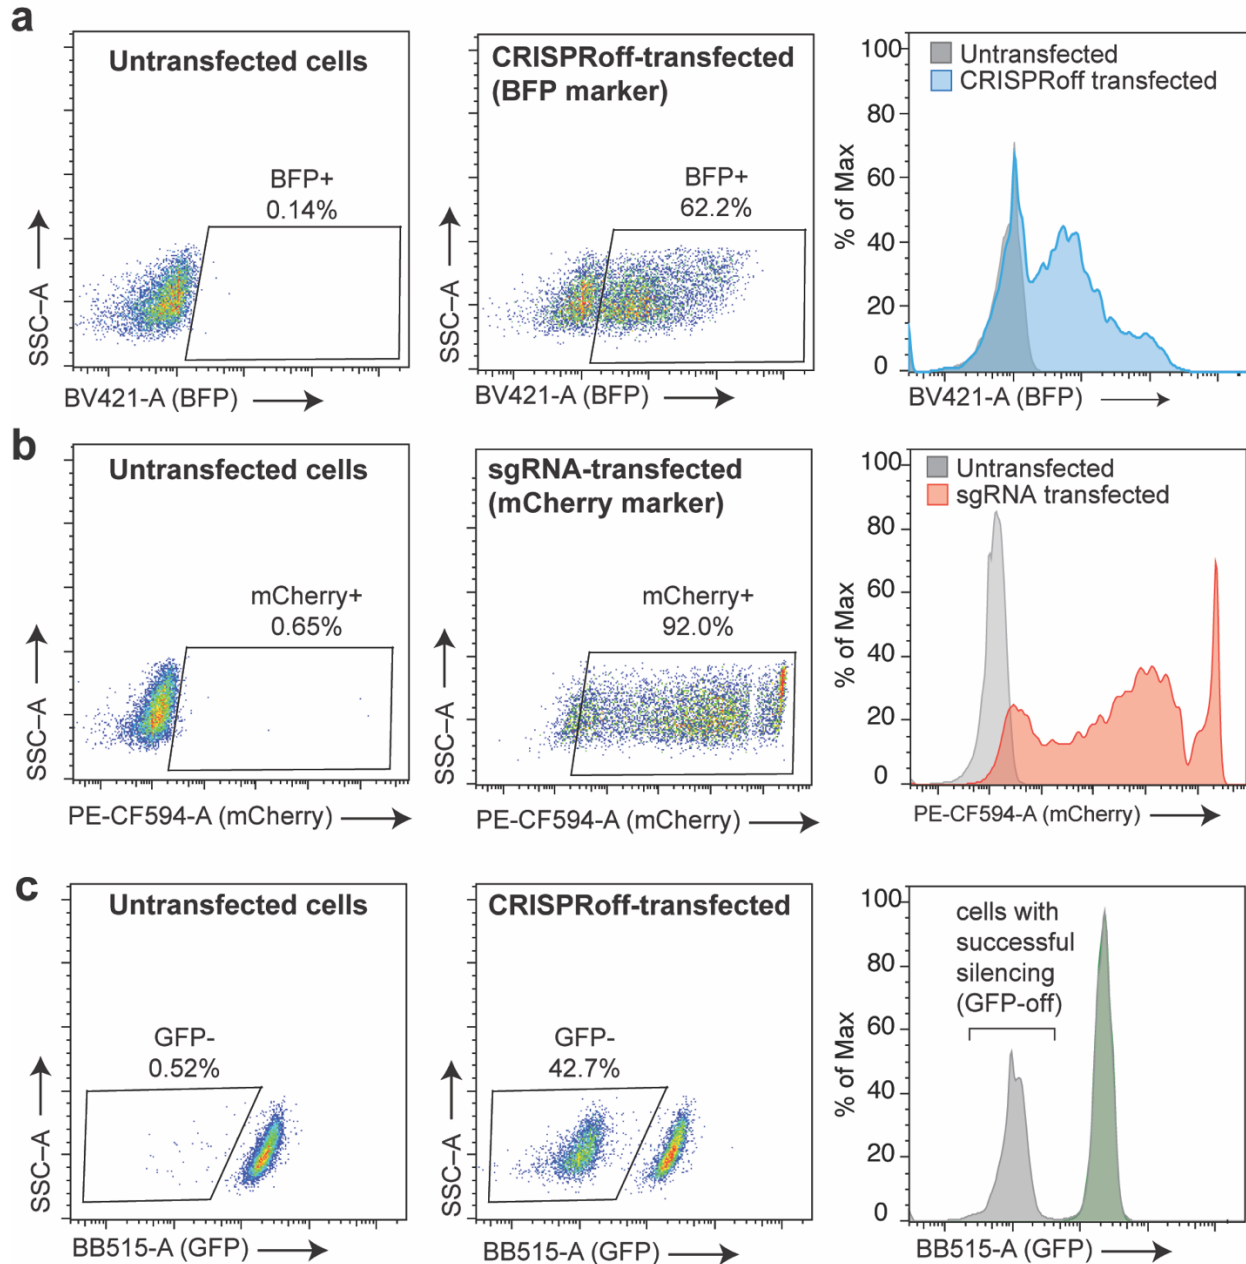 a
Untransfected cells
BFP+
0.14%
SSC–A
BV421-A (BFP)
CRISPRoff-transfected
(BFP marker)
BFP+
62.2%
SSC–A
BV421-A (BFP)
Untransfected
CRISPRoff transfected
% of Max
100
80
60
40
20
0
BV421-A (BFP)
b
Untransfected cells
mCherry+
0.65%
SSC–A
PE-CF594-A (mCherry)
sgRNA-transfected
(mCherry marker)
mCherry+
92.0%
SSC–A
PE-CF594-A (mCherry)
Untransfected
sgRNA transfected
% of Max
100
80
60
40
20
0
PE-CF594-A (mCherry)
c
Untransfected cells
GFP-
0.52%
SSC–A
BB515-A (GFP)
CRISPRoff-transfected
GFP-
42.7%
SSC–A
BB515-A (GFP)
cells with
successful
silencing
(GFP-off)
% of Max
100
80
60
40
20
0
BB515-A (GFP)